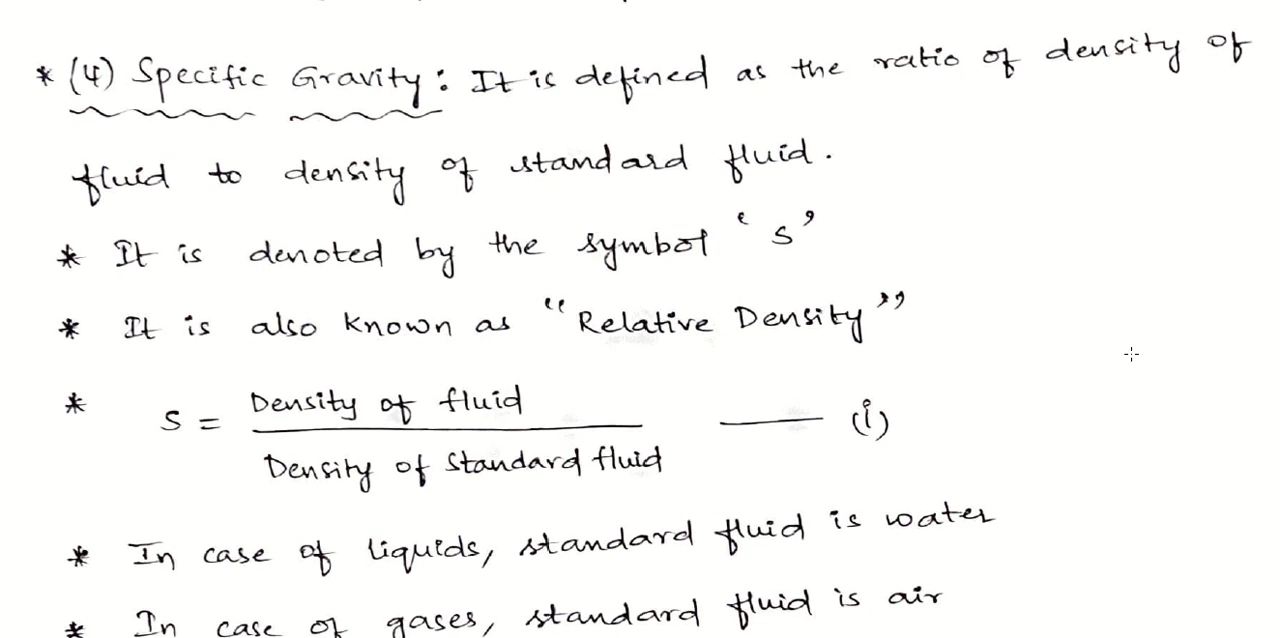 * (4) Specific Gravity : It is defined as the ratio of density of
fluid to density of standard fluid.
* It is denoted by the symbol ‘s’
* It is also known as “Relative Density”
* S = Density of fluid
Density of standard fluid
(i)
* In case of liquids, standard fluid is water
* In case of gases, standard fluid is air